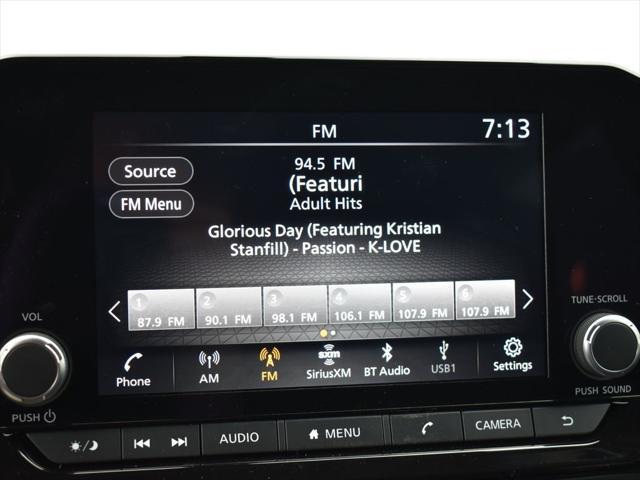 FM
7:13
Source
FM Menu
94.5 FM
(Featuri
Adult Hits
Glorious Day (Featuring Kristian
Stanfill) - Passion - K-LOVE
1 2 3 4 5 6
87.9 FM 90.1 FM 98.1 FM 106.1 FM 107.9 FM 107.9 FM
Phone AM FM sxm SiriusXM BT Audio USB1 Settings
VOL
PUSH
TUNE·SCROLL
PUSH SOUND
AUDIO MENU CAMERA